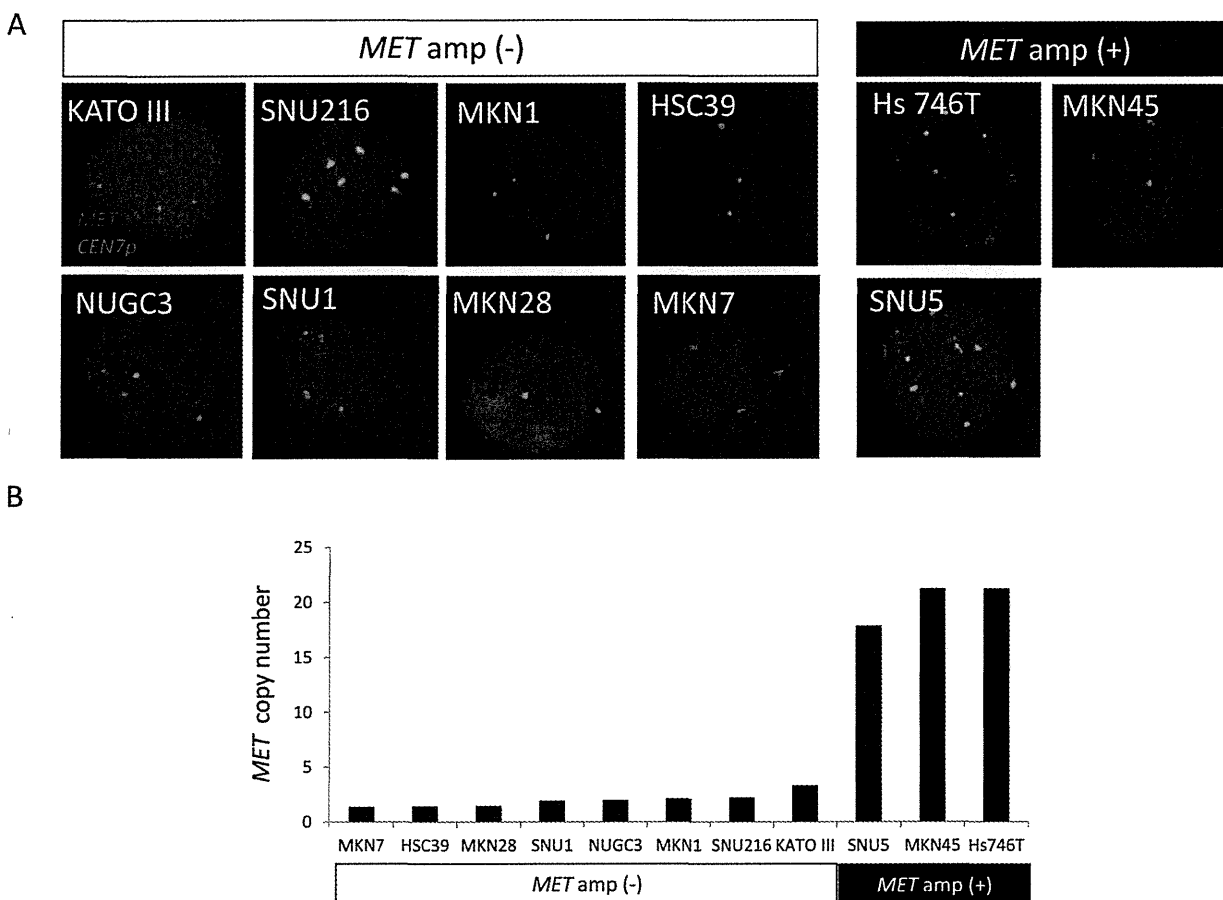 A
MET amp (-)
MET amp (+)
KATO III
SNU216
MKN1
HSC39
Hs 746T
MKN45
MET
CEN7p
NUGC3
SNU1
MKN28
MKN7
SNU5
B
25
20
15
10
5
0
MET copy number
MKN7 HSC39 MKN28 SNU1 NUGC3 MKN1 SNU216 KATO III SNU5 MKN45 Hs746T
MET amp (-)
MET amp (+)